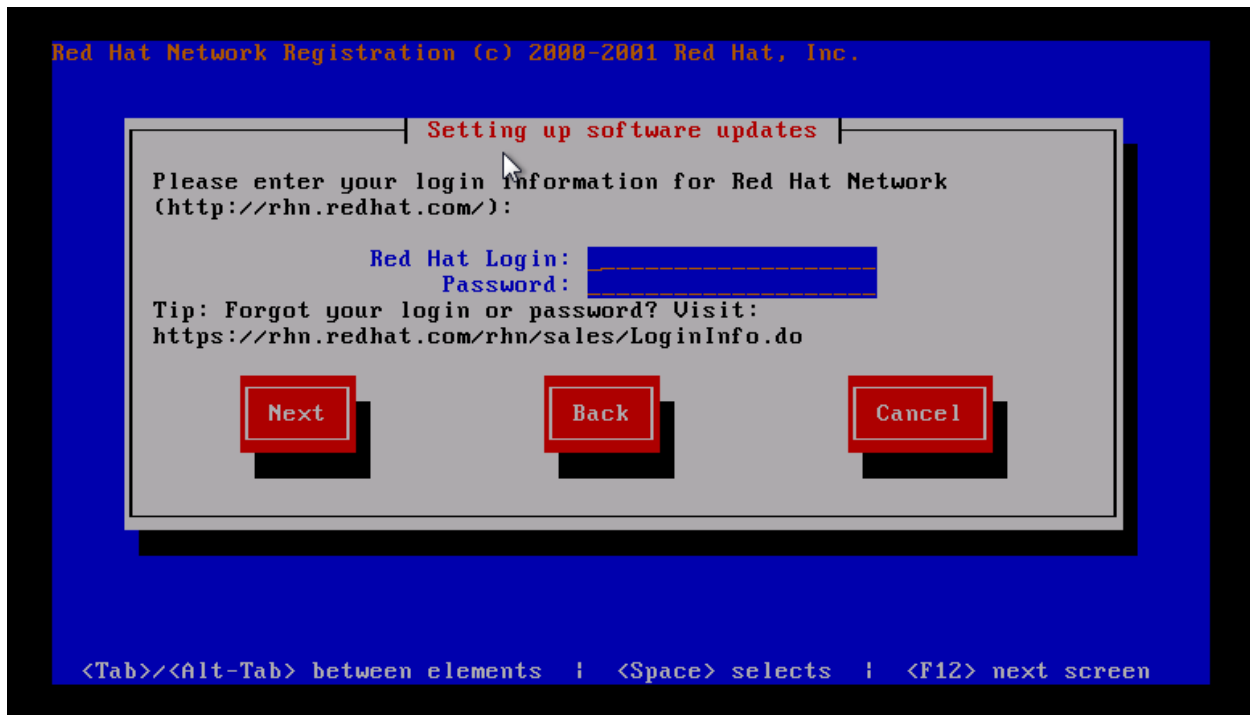 Red Hat Network Registration (c) 2000-2001 Red Hat, Inc.
Setting up software updates
Please enter your login information for Red Hat Network
(http://rhn.redhat.com/):
Red Hat Login:
Password:
Tip: Forgot your login or password? Visit:
https://rhn.redhat.com/rhn/sales/LoginInfo.do
Next Back Cancel
<Tab>/<Alt-Tab> between elements | <Space> selects | <F12> next screen